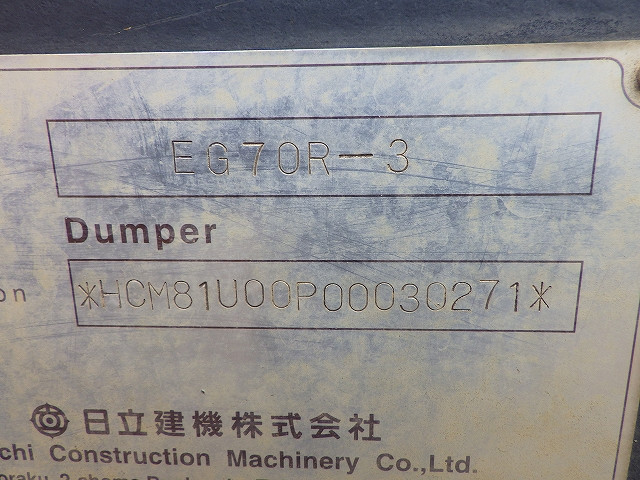 EG70R-3
Dumper
on *HCM81U00P00030271*
日立建機株式会社
chi Construction Machinery Co.,Ltd.